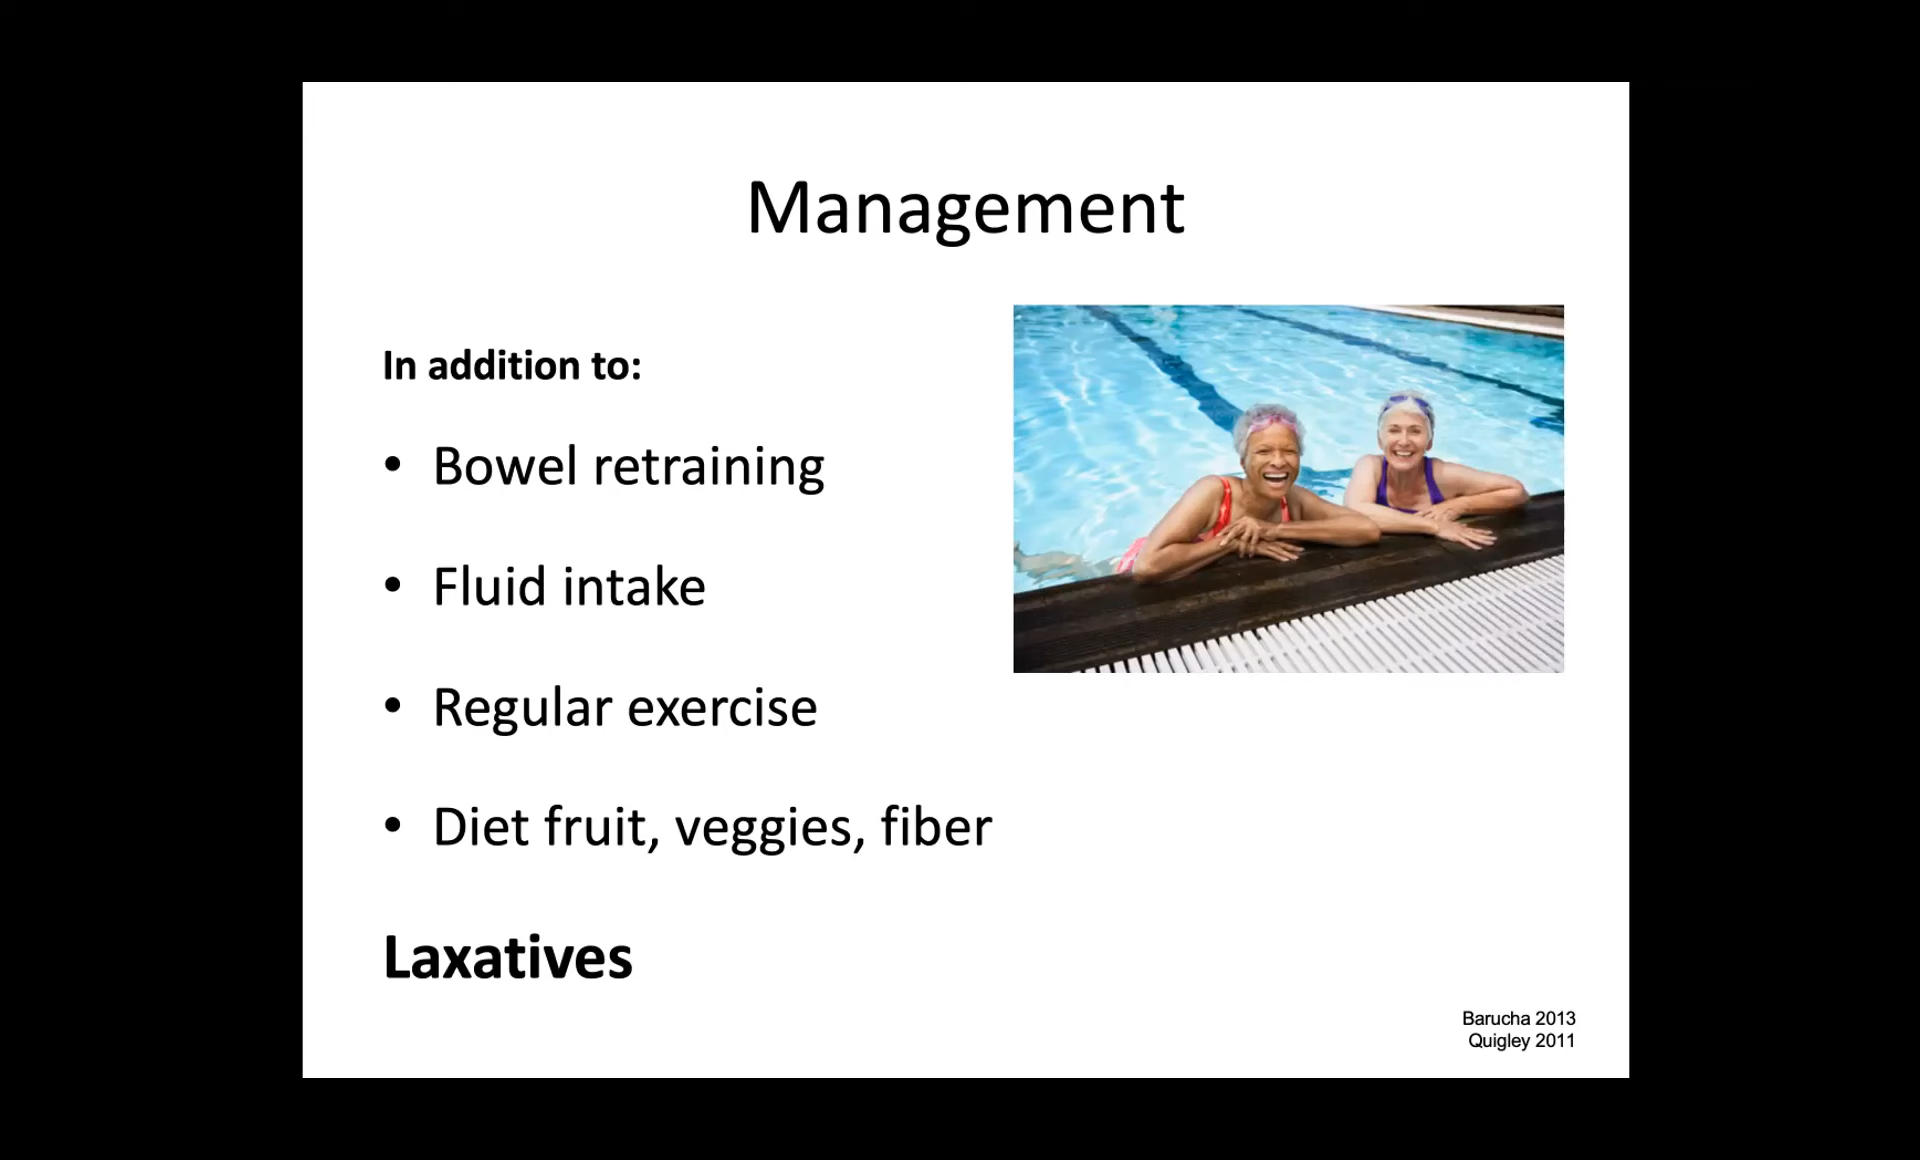 Management
In addition to:
• Bowel retraining
• Fluid intake
• Regular exercise
• Diet fruit, veggies, fiber
Laxatives
Barucha 2013
Quigley 2011